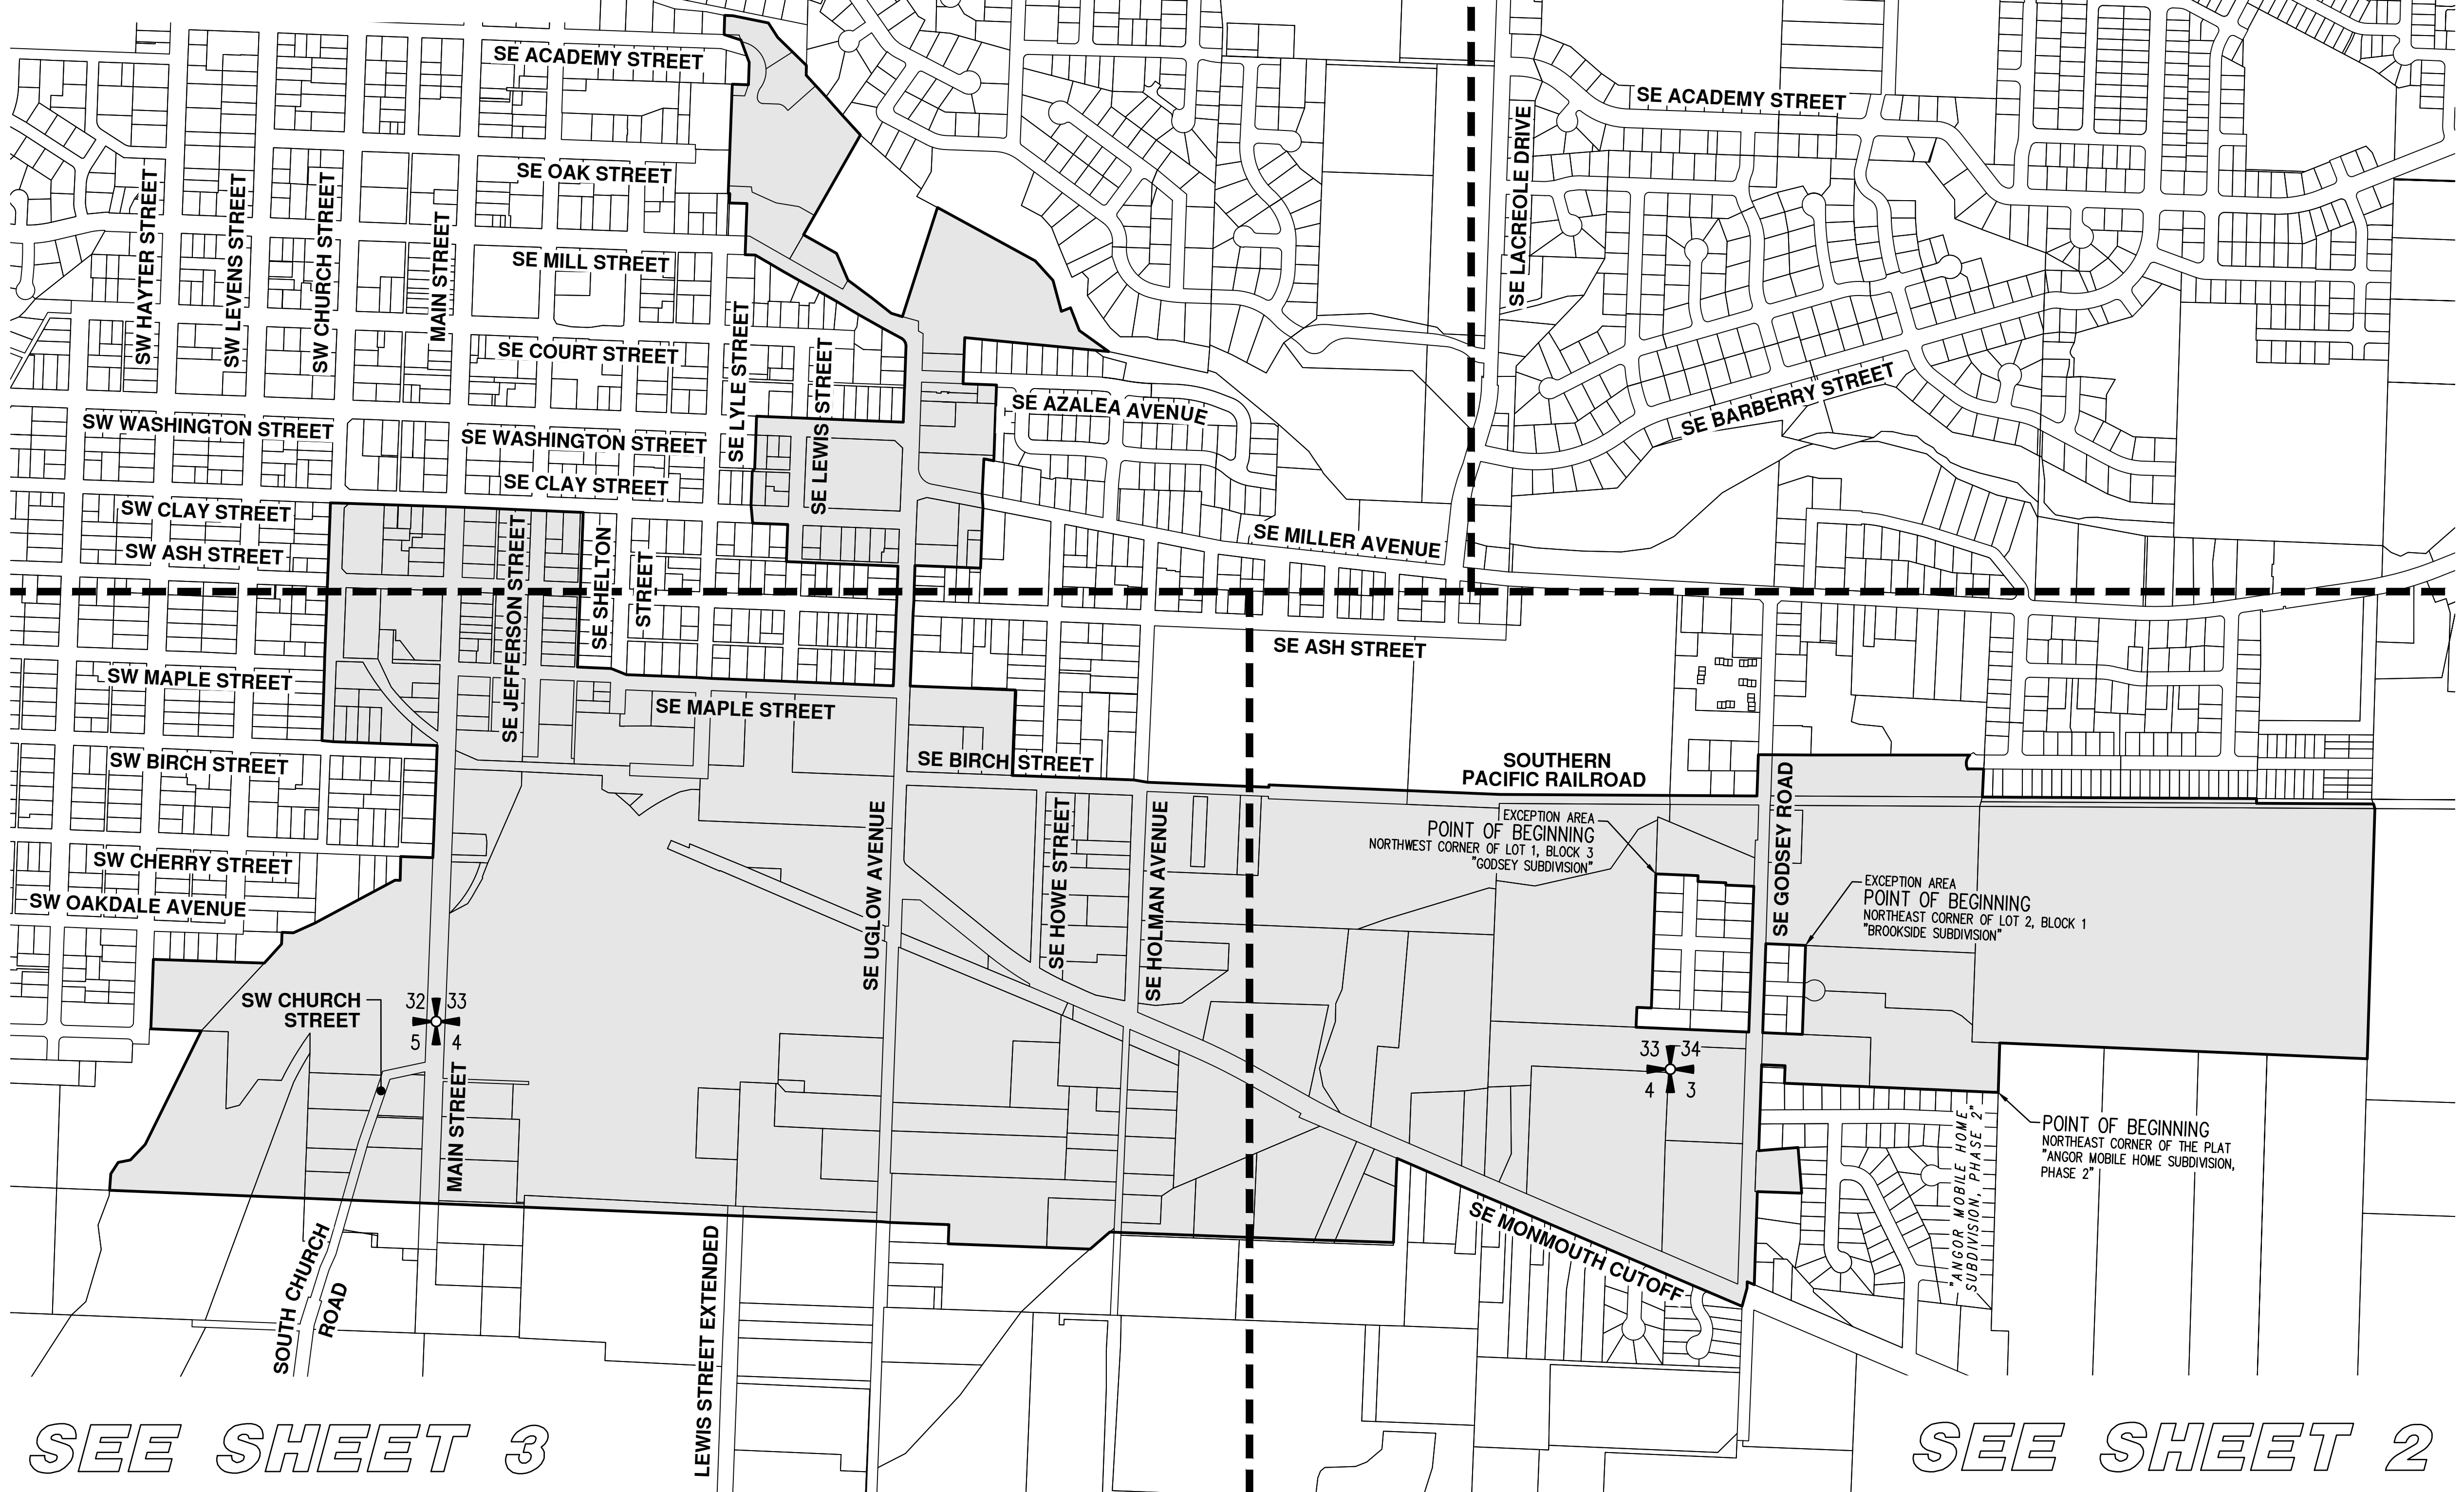 SE ACADEMY STREET
SE ACADEMY STREET
SE OAK STREET
SE MILL STREET
SE COURT STREET
SW HAYTER STREET
SW LEVENS STREET
SW CHURCH STREET
MAIN STREET
SE LYLE STREET
SE LEWIS STREET
SE LACREOLE DRIVE
SE AZALEA AVENUE
SE BARBERRY STREET
SW WASHINGTON STREET
SE WASHINGTON STREET
SE CLAY STREET
SW CLAY STREET
SW ASH STREET
SE JEFFERSON STREET
SE SHELTON
STREET
SE MILLER AVENUE
SE ASH STREET
SW MAPLE STREET
SE MAPLE STREET
SW BIRCH STREET
SE BIRCH STREET
SOUTHERN
PACIFIC RAILROAD
SE UGLOW AVENUE
SE HOWE STREET
SE HOLMAN AVENUE
SE GODSEY ROAD
EXCEPTION AREA
POINT OF BEGINNING
NORTHWEST CORNER OF LOT 1, BLOCK 3
"GODSEY SUBDIVISION"
EXCEPTION AREA
POINT OF BEGINNING
NORTHEAST CORNER OF LOT 2, BLOCK 1
"BROOKSIDE SUBDIVISION"
SW CHERRY STREET
SW OAKDALE AVENUE
SW CHURCH
STREET
32 33
5 4
33 34
4 3
MAIN STREET
POINT OF BEGINNING
NORTHEAST CORNER OF THE PLAT
"ANGOR MOBILE HOME SUBDIVISION,
PHASE 2"
"ANGOR MOBILE HOME
SUBDIVISION, PHASE 2"
SE MONMOUTH CUTOFF
SOUTH CHURCH
ROAD
LEWIS STREET EXTENDED
SEE SHEET 3
SEE SHEET 2